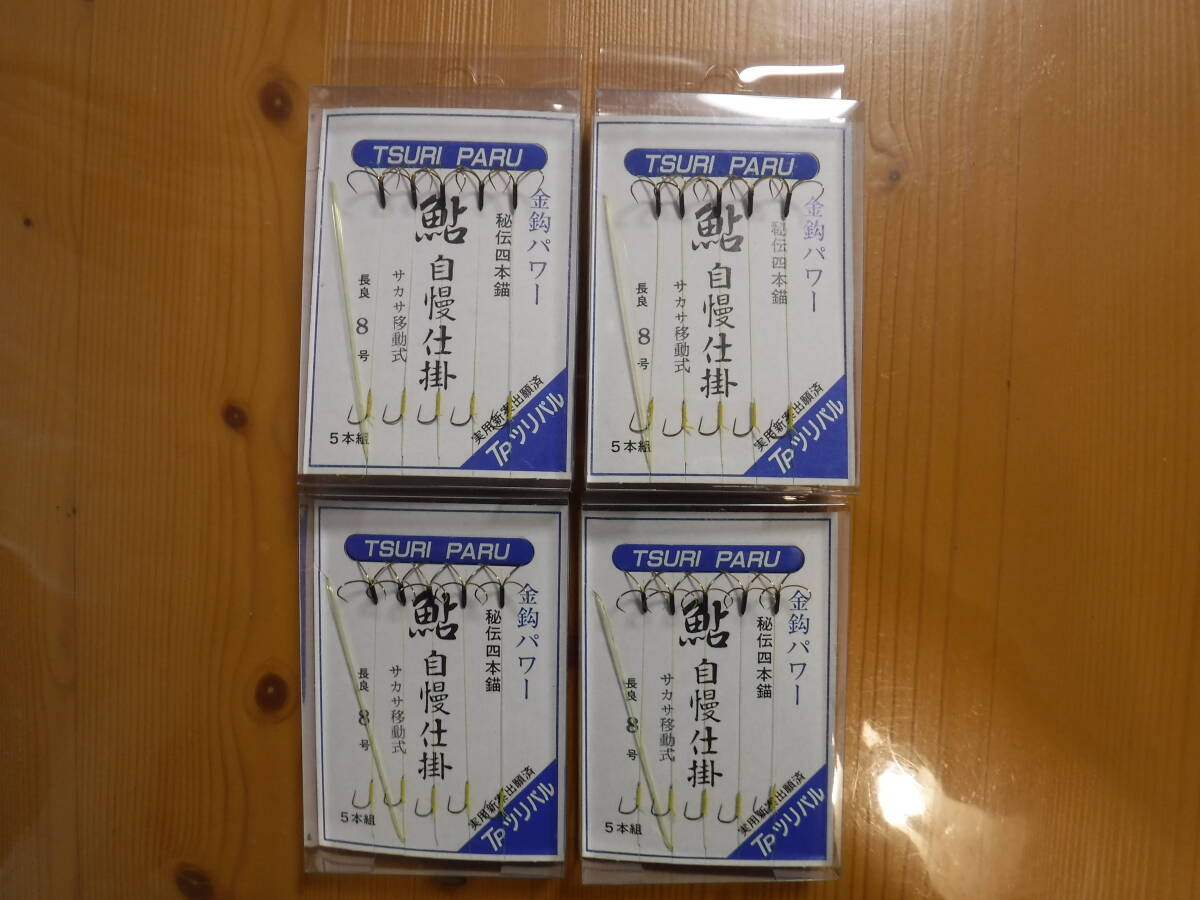 TSURI PARU
金鈎パワー
秘伝四本錨
鮎自慢仕掛
サカサ移動式
長良 8号
5本組
実用新案出願済
TPツリパル
TSURI PARU
金鈎パワー
秘伝四本錨
鮎自慢仕掛
サカサ移動式
長良 8号
5本組
実用新案出願済
TPツリパル
TSURI PARU
金鈎パワー
秘伝四本錨
鮎自慢仕掛
サカサ移動式
長良 8号
5本組
実用新案出願済
TPツリパル
TSURI PARU
金鈎パワー
秘伝四本錨
鮎自慢仕掛
サカサ移動式
長良 8号
5本組
実用新案出願済
TPツリパル